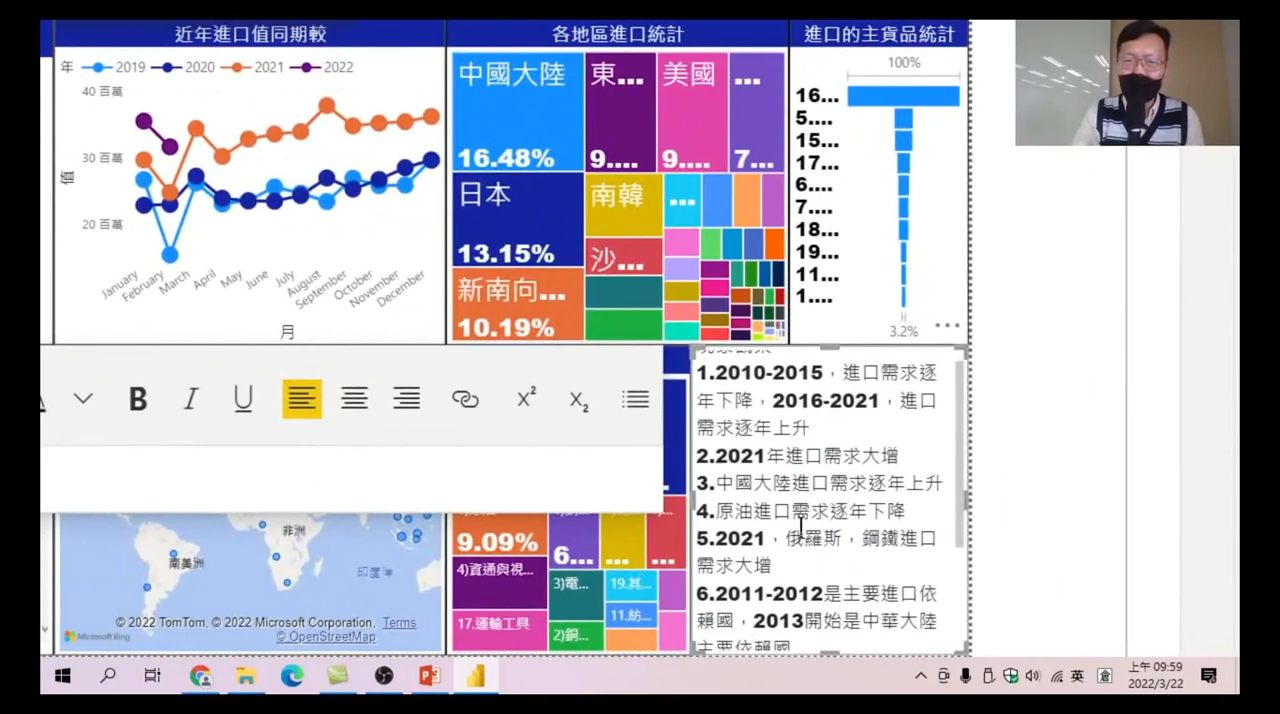 近年進口值同期較
年 2019 2020 2021 2022
40 百萬
30 百萬
20 百萬
值
January
February
March
April
May
June
July
August
September
October
November
December
月
各地區進口統計
中國大陸
16.48%
日本
13.15%
新南向...
10.19%
東...
9....
美國
9....
...
7...
南韓
沙...
...
進口的主貨品統計
100%
16...
5....
15...
17...
6....
7....
18...
19...
11...
1....
3.2%
B I U X² X₂
1.2010-2015，進口需求逐
年下降，2016-2021，進口
需求逐年上升
2.2021年進口需求大增
3.中國大陸進口需求逐年上升
4.原油進口需求逐年下降
5.2021，俄羅斯，鋼鐵進口
需求大增
6.2011-2012是主要進口依
賴國，2013開始是中華大陸
主要依賴國
非洲
南美洲
印度洋
© 2022 TomTom, © 2022 Microsoft Corporation, Terms
© OpenStreetMap
Microsoft Bing
9.09%
6...
4)資通與視...
17.運輸工具
3)電...
2)銅...
19.其...
11.紡...
英
倉
上午 09:59
2022/3/22